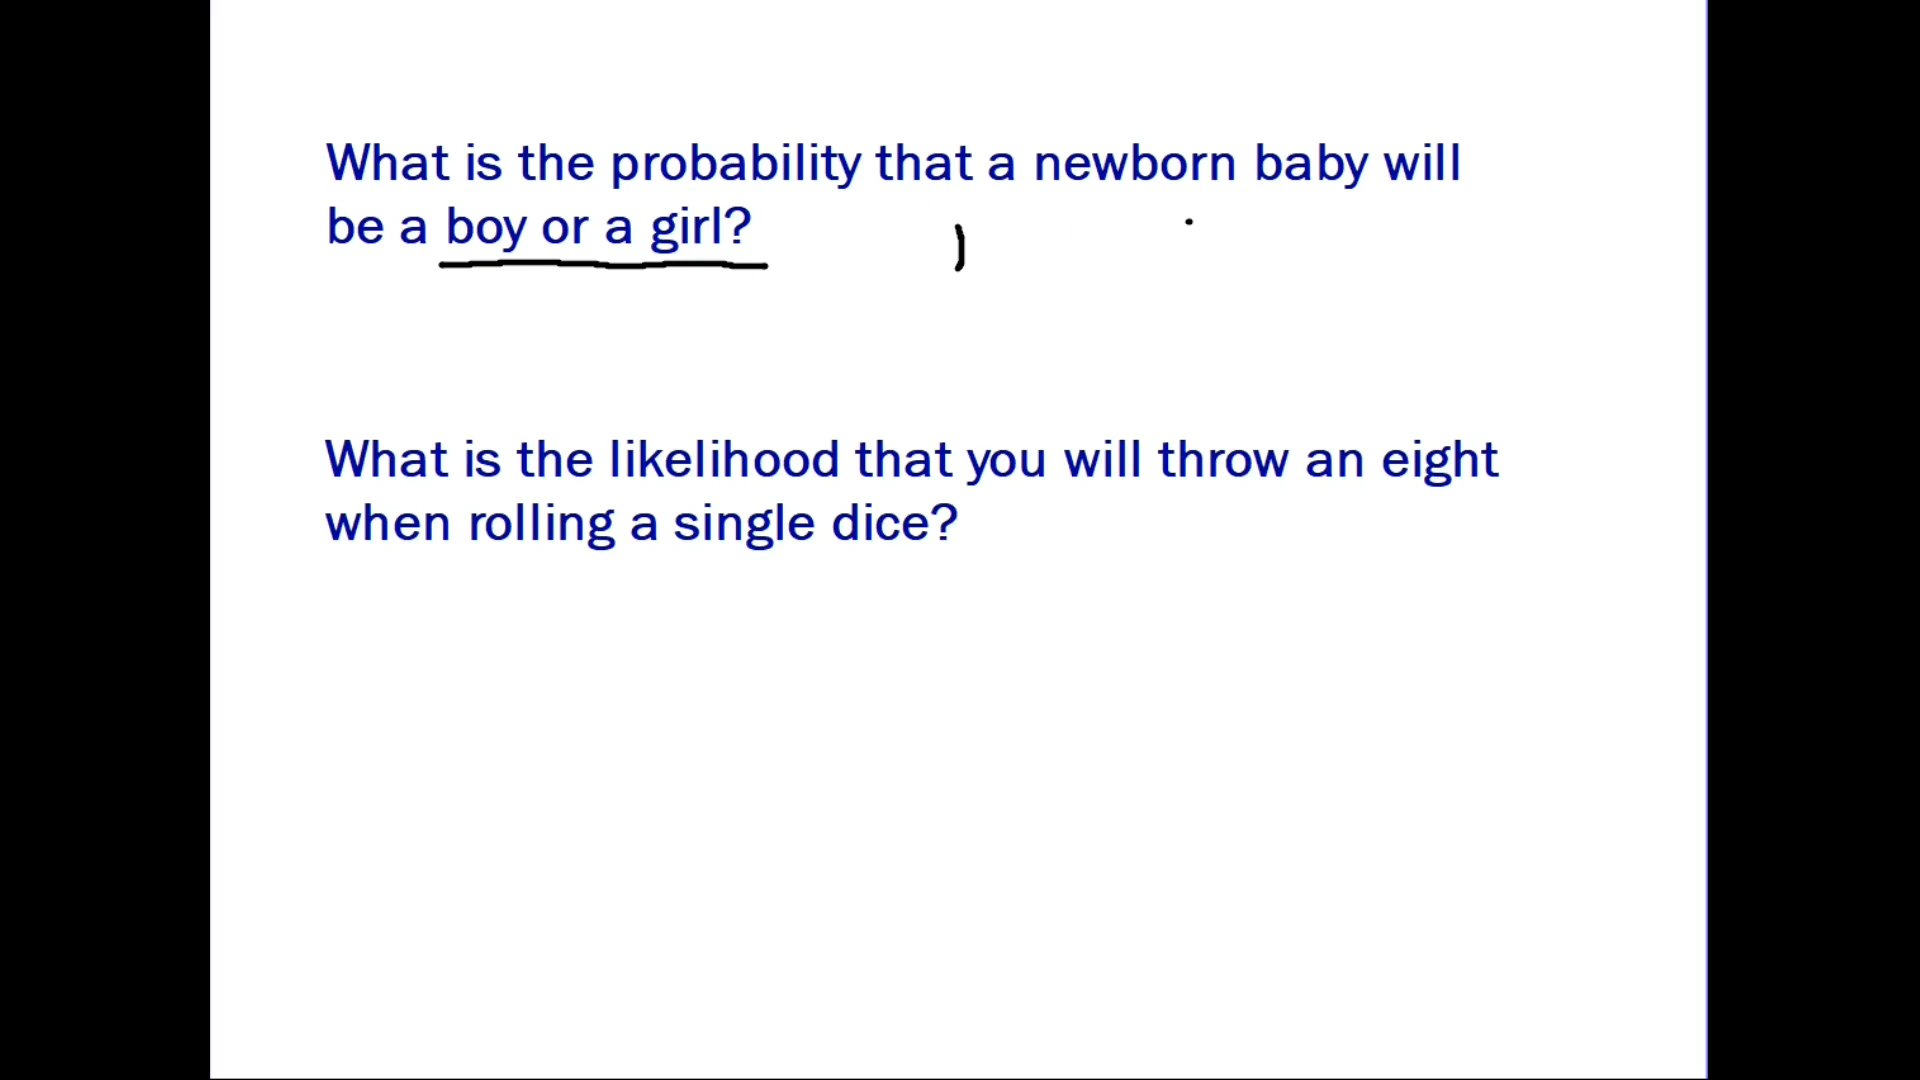 What is the probability that a newborn baby will
be a boy or a girl?
What is the likelihood that you will throw an eight
when rolling a single dice?